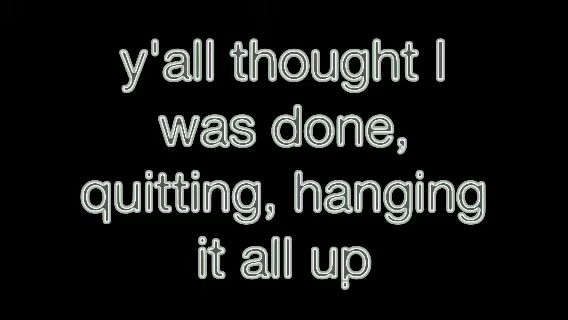 y'all thought I
was done,
quitting, hanging
it all up